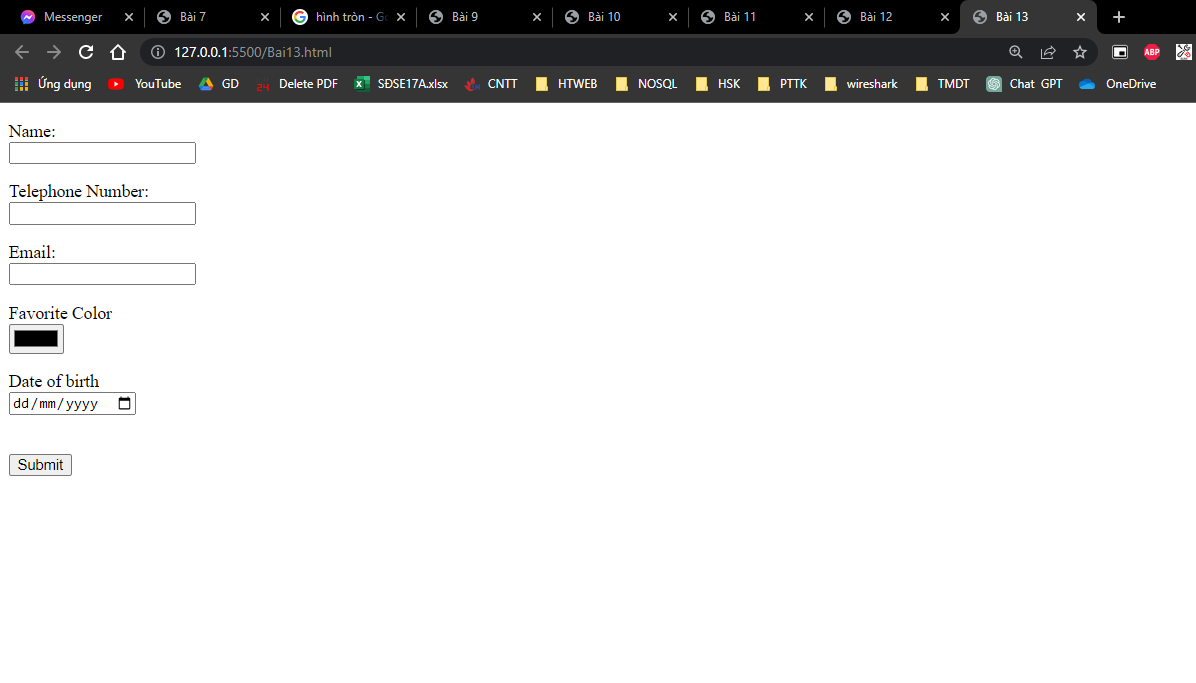 Messenger Bài 7 hình tròn - Go Bài 9 Bài 10 Bài 11 Bài 12 Bài 13
127.0.0.1:5500/Bai13.html ABP
Ứng dụng YouTube GD 24 Delete PDF SĐSE17A.xlsx CNTT HTWEB NOSQL HSK PTTK wireshark TMDT Chat GPT OneDrive
Name:
Telephone Number:
Email:
Favorite Color
Date of birth
dd/mm/yyyy
Submit